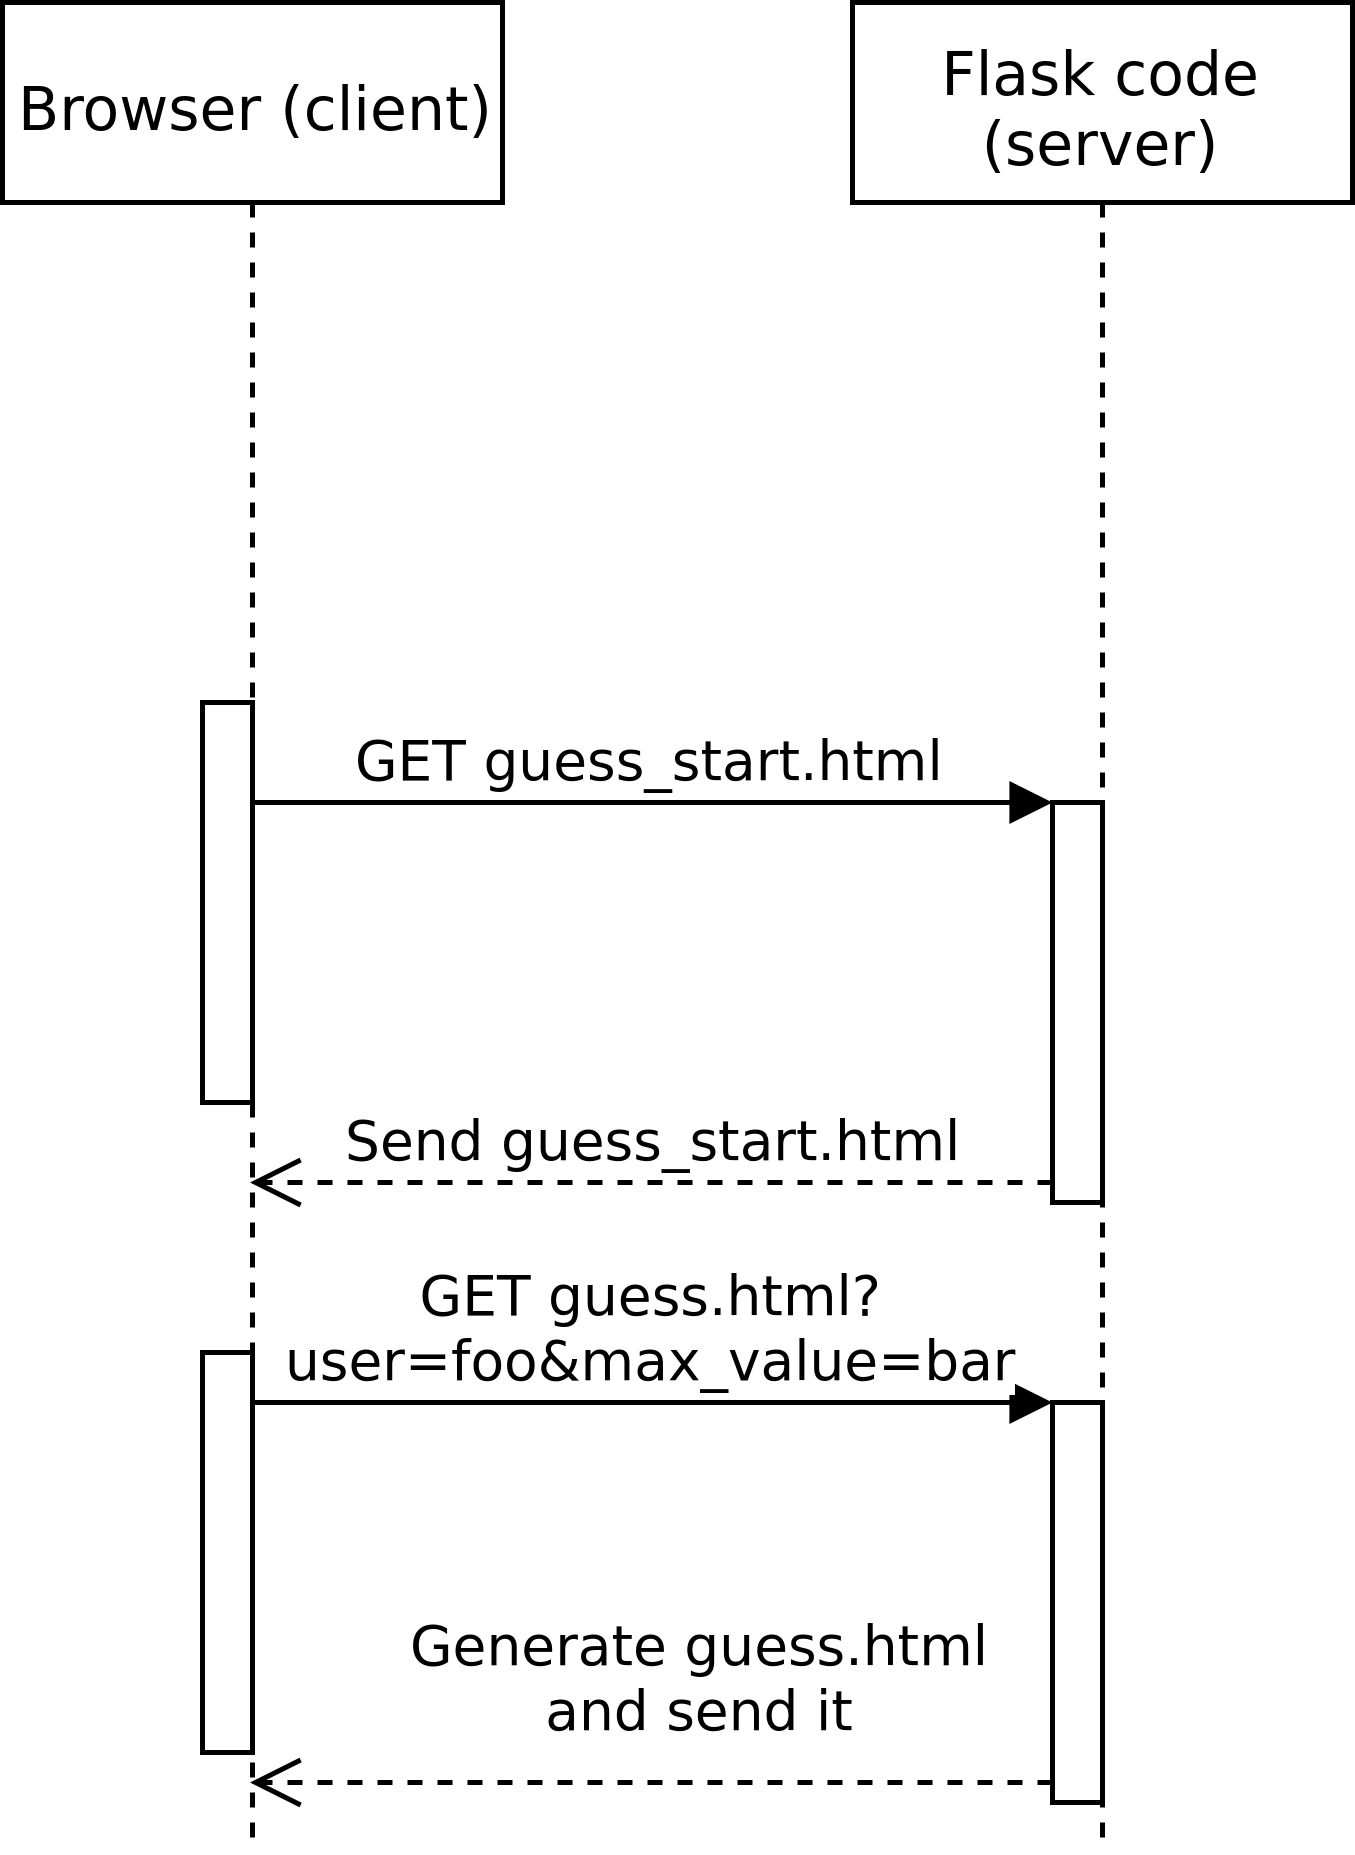 Browser (client)
Flask code
(server)
GET guess_start.html
Send guess_start.html
GET guess.html?
user=foo&max_value=bar
Generate guess.html
and send it